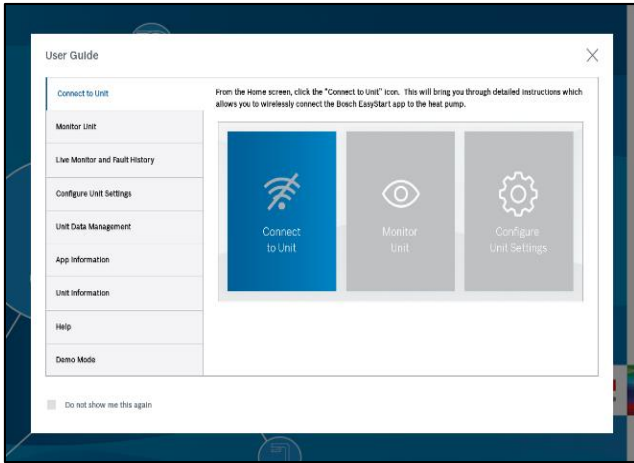 User Guide
Connect to Unit
Monitor Unit
Live Monitor and Fault History
Configure Unit Settings
Unit Data Management
App Information
Unit Information
Help
Demo Mode
From the Home screen, click the "Connect to Unit" icon. This will bring you through detailed instructions which
allows you to wirelessly connect the Bosch EasyStart app to the heat pump.
Connect
to Unit
Monitor
Unit
Configure
Unit Settings
Do not show me this again